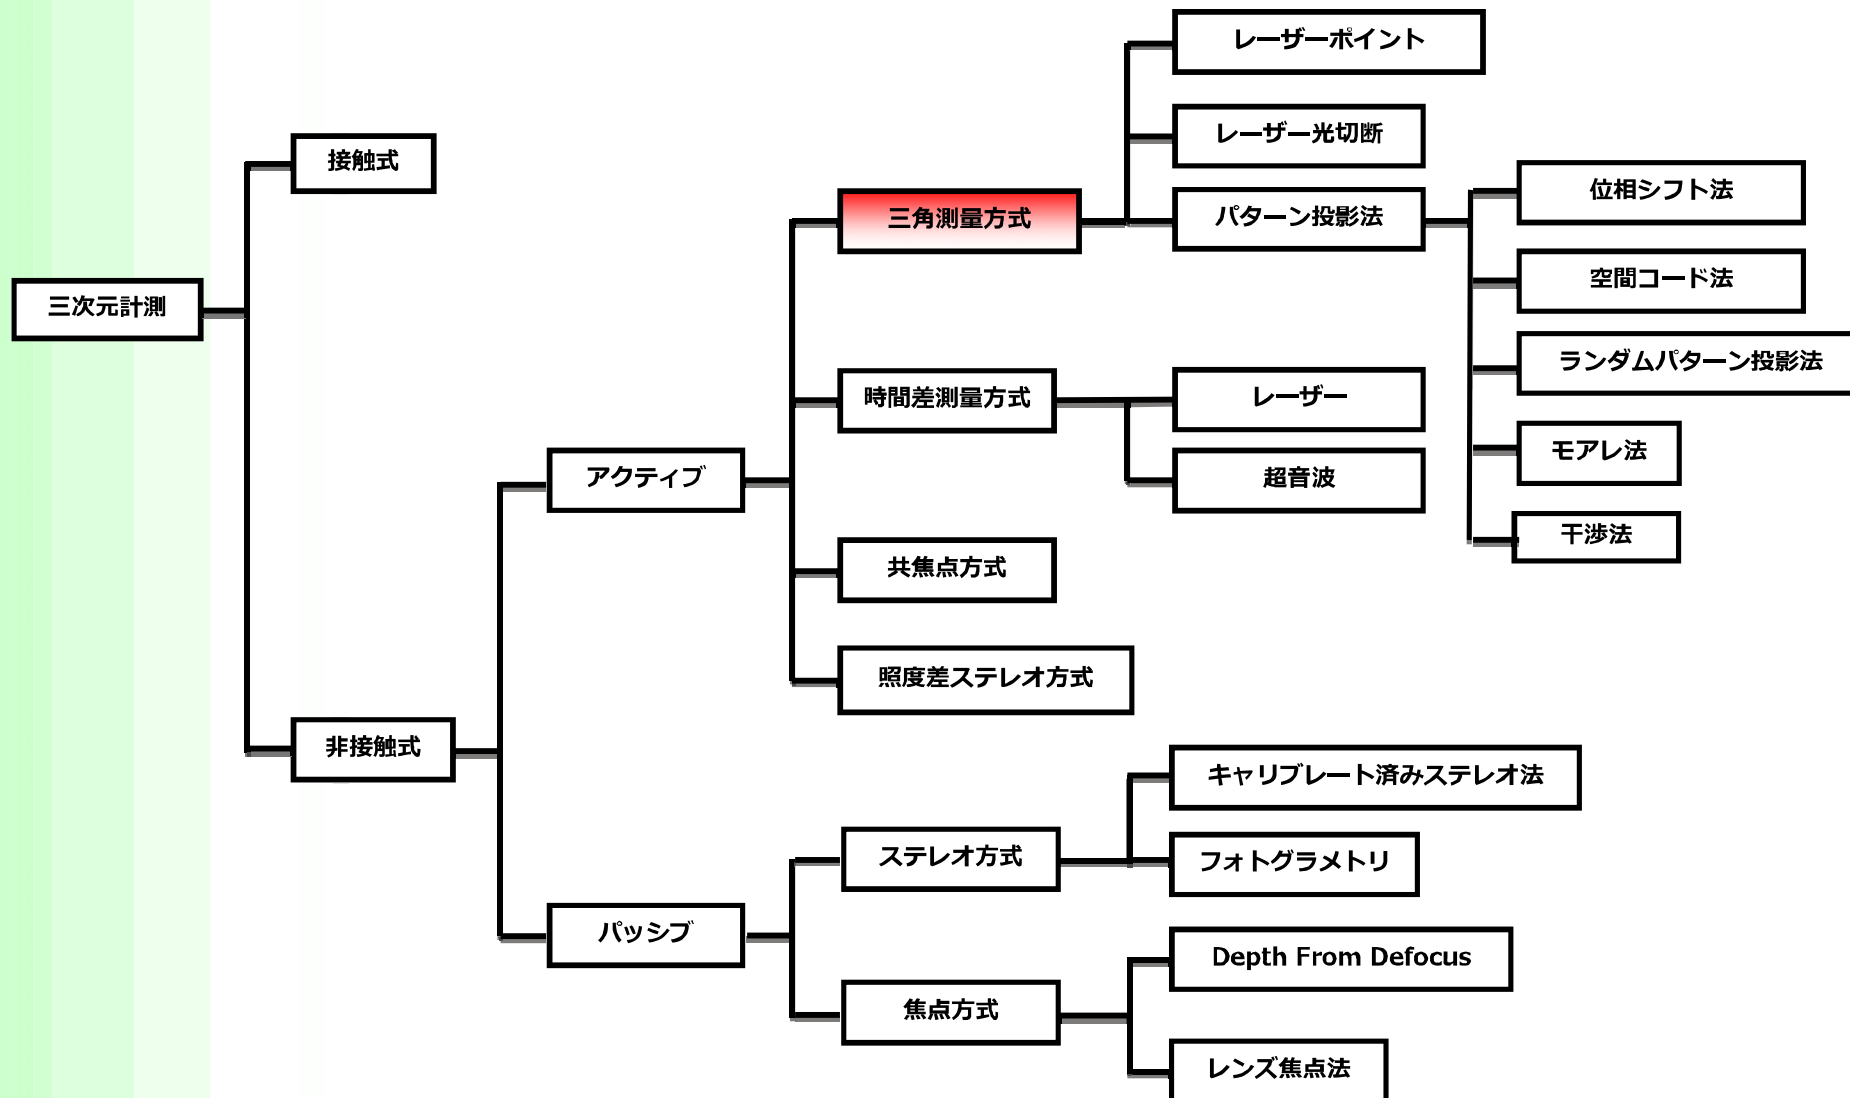 三次元計測
接触式
非接触式
アクティブ
パッシブ
三角測量方式
時間差測量方式
共焦点方式
照度差ステレオ方式
ステレオ方式
焦点方式
レーザーポイント
レーザー光切断
パターン投影法
レーザー
超音波
キャリブレート済みステレオ法
フォトグラメトリ
Depth From Defocus
レンズ焦点法
位相シフト法
空間コード法
ランダムパターン投影法
モアレ法
干渉法